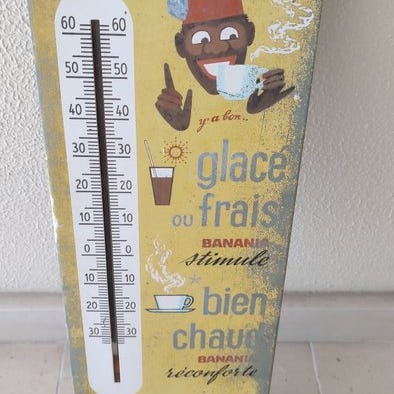 60 60
50 50
40 40
30 30
20 20
10 10
0 0
10 10
20 20
30 30
y'a bon..
glacé
ou frais
BANANIA
stimule
* bien
chaud
BANANIA
réconforte